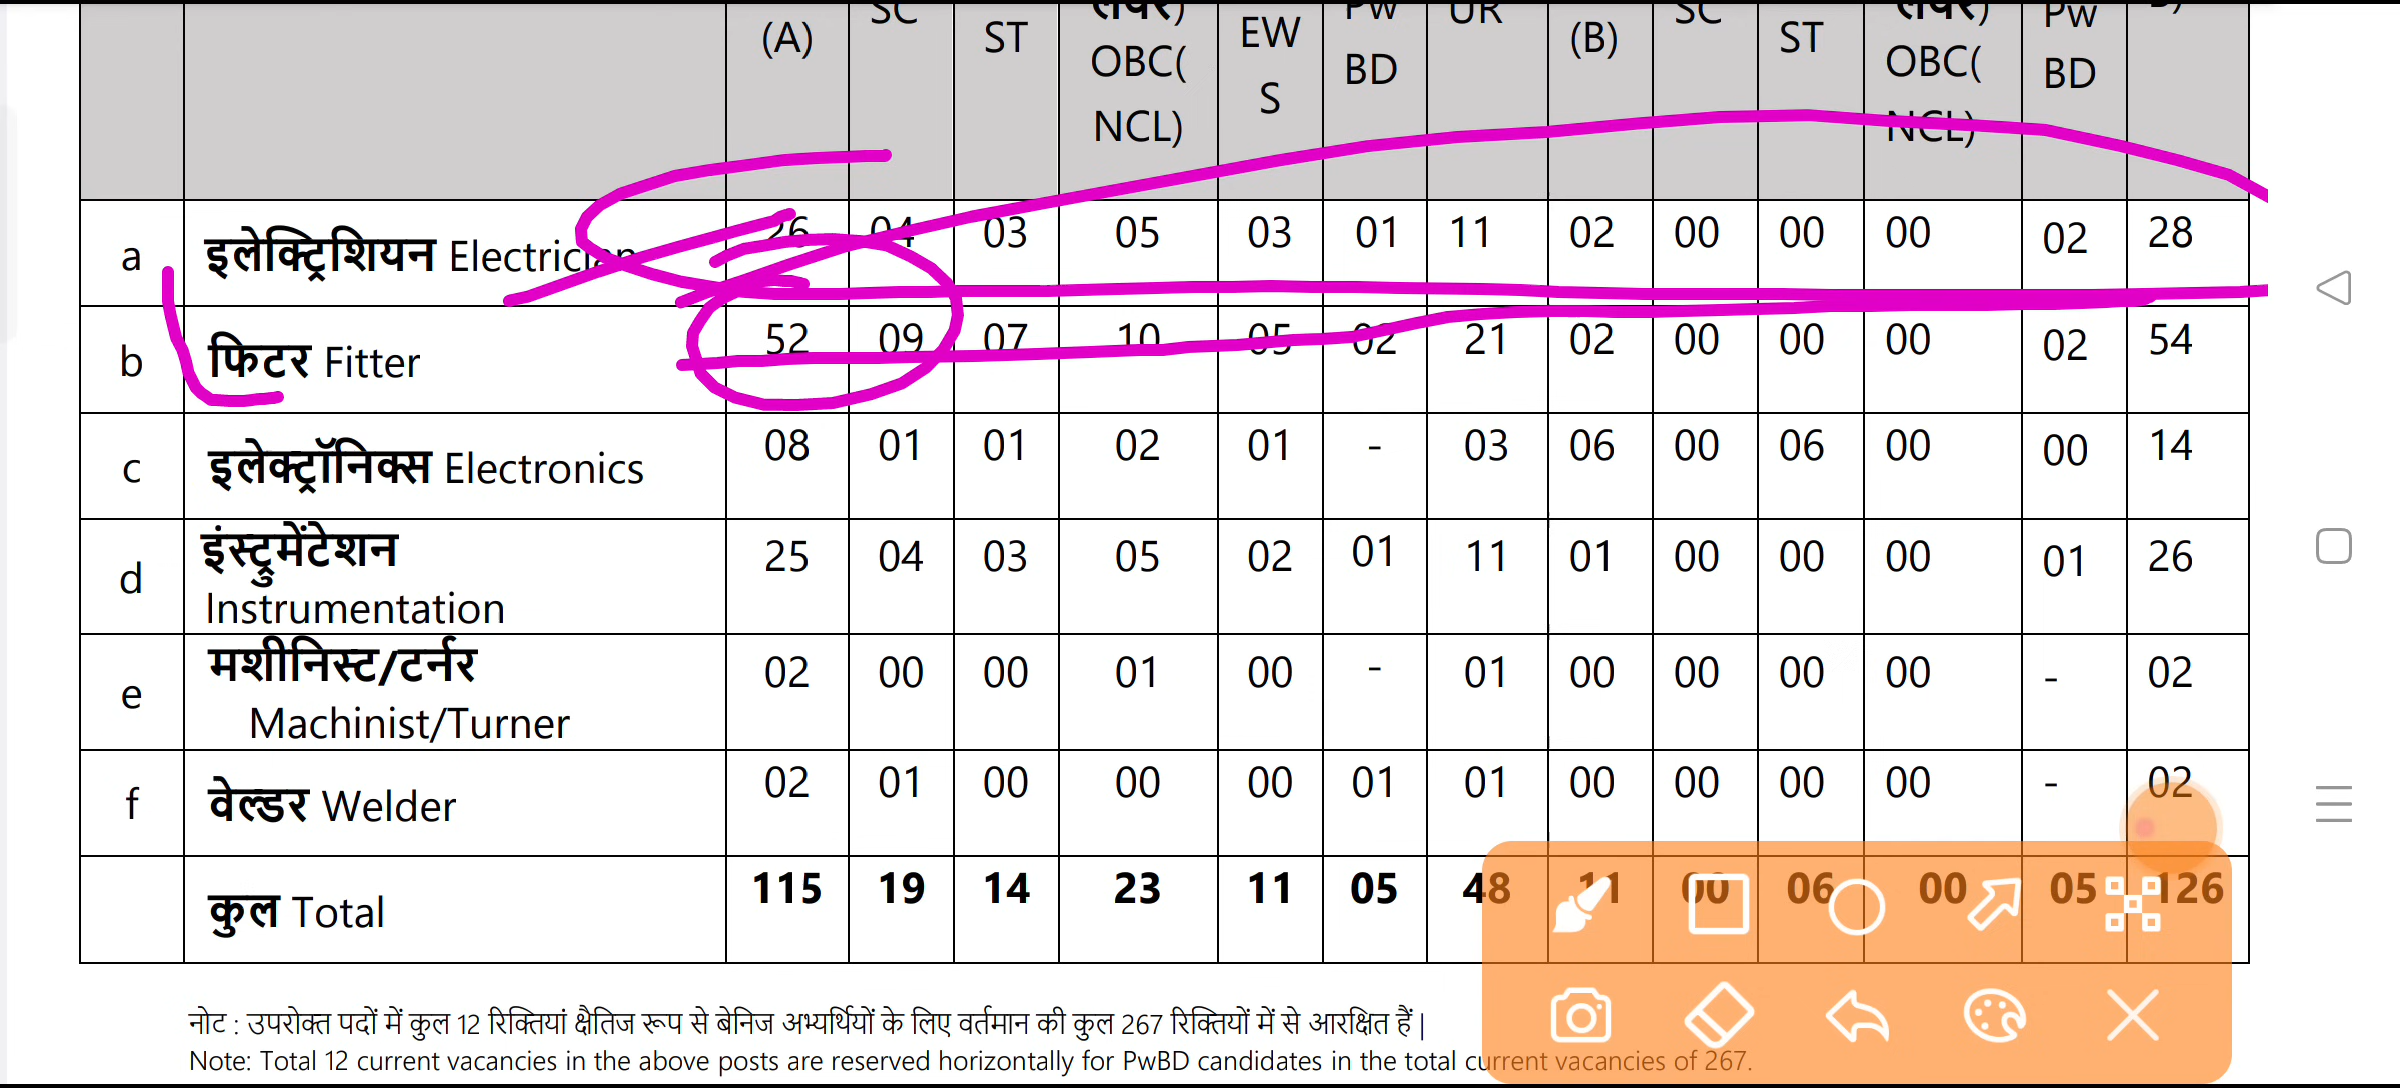 (A) SC ST OBC( NCL) EW S PwBD UR (B) SC ST OBC( NCL) PwBD
a इलेक्ट्रिशियन Electrician 26 04 03 05 03 01 11 02 00 00 00 02 28
b फिटर Fitter 52 09 07 10 05 02 21 02 00 00 00 02 54
c इलेक्ट्रॉनिक्स Electronics 08 01 01 02 01 - 03 06 00 06 00 00 14
d इंस्ट्रुमेंटेशन Instrumentation 25 04 03 05 02 01 11 01 00 00 00 01 26
e मशीनिस्ट/टर्नर Machinist/Turner 02 00 00 01 00 - 01 00 00 00 00 - 02
f वेल्डर Welder 02 01 00 00 00 01 01 00 00 00 00 - 02
कुल Total 115 19 14 23 11 05 48 11 00 06 00 05 126
नोट : उपरोक्त पदों में कुल 12 रिक्तियां क्षैतिज रूप से बेनिज अभ्यर्थियों के लिए वर्तमान की कुल 267 रिक्तियों में से आरक्षित हैं |
Note: Total 12 current vacancies in the above posts are reserved horizontally for PwBD candidates in the total current vacancies of 267.